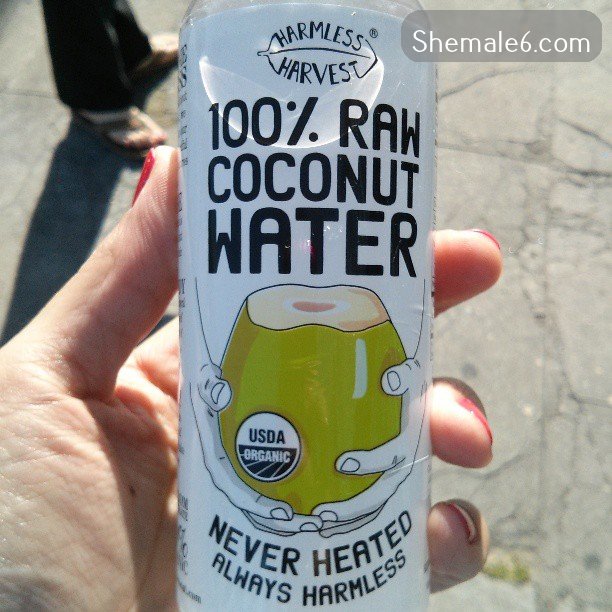 Shemale6.com
HARMLESS®
HARVEST
100% RAW
COCONUT
WATER
USDA
ORGANIC
NEVER HEATED
ALWAYS HARMLESS